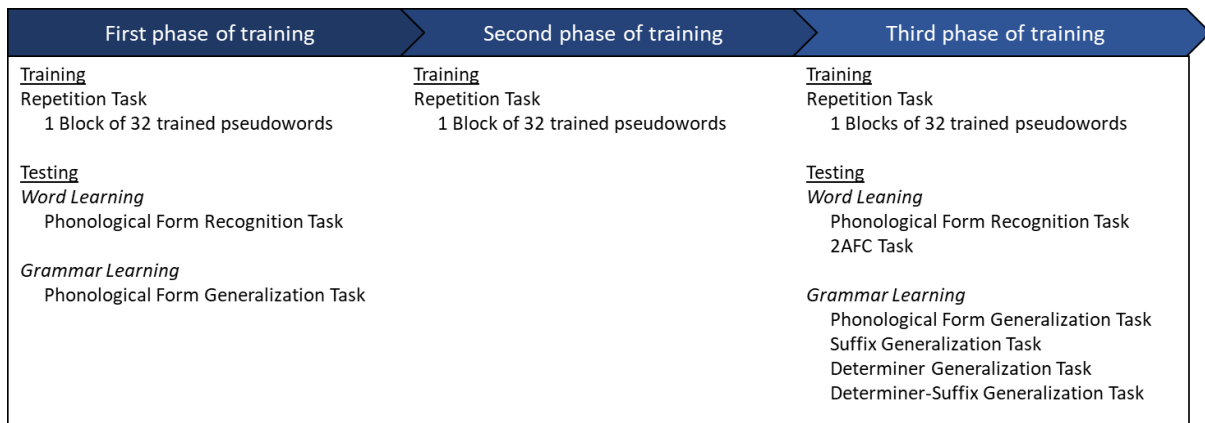 First phase of training
Second phase of training
Third phase of training
Training
Repetition Task
1 Block of 32 trained pseudowords
Testing
Word Learning
Phonological Form Recognition Task
Grammar Learning
Phonological Form Generalization Task
Training
Repetition Task
1 Block of 32 trained pseudowords
Training
Repetition Task
1 Blocks of 32 trained pseudowords
Testing
Word Leaning
Phonological Form Recognition Task
2AFC Task
Grammar Learning
Phonological Form Generalization Task
Suffix Generalization Task
Determiner Generalization Task
Determiner-Suffix Generalization Task